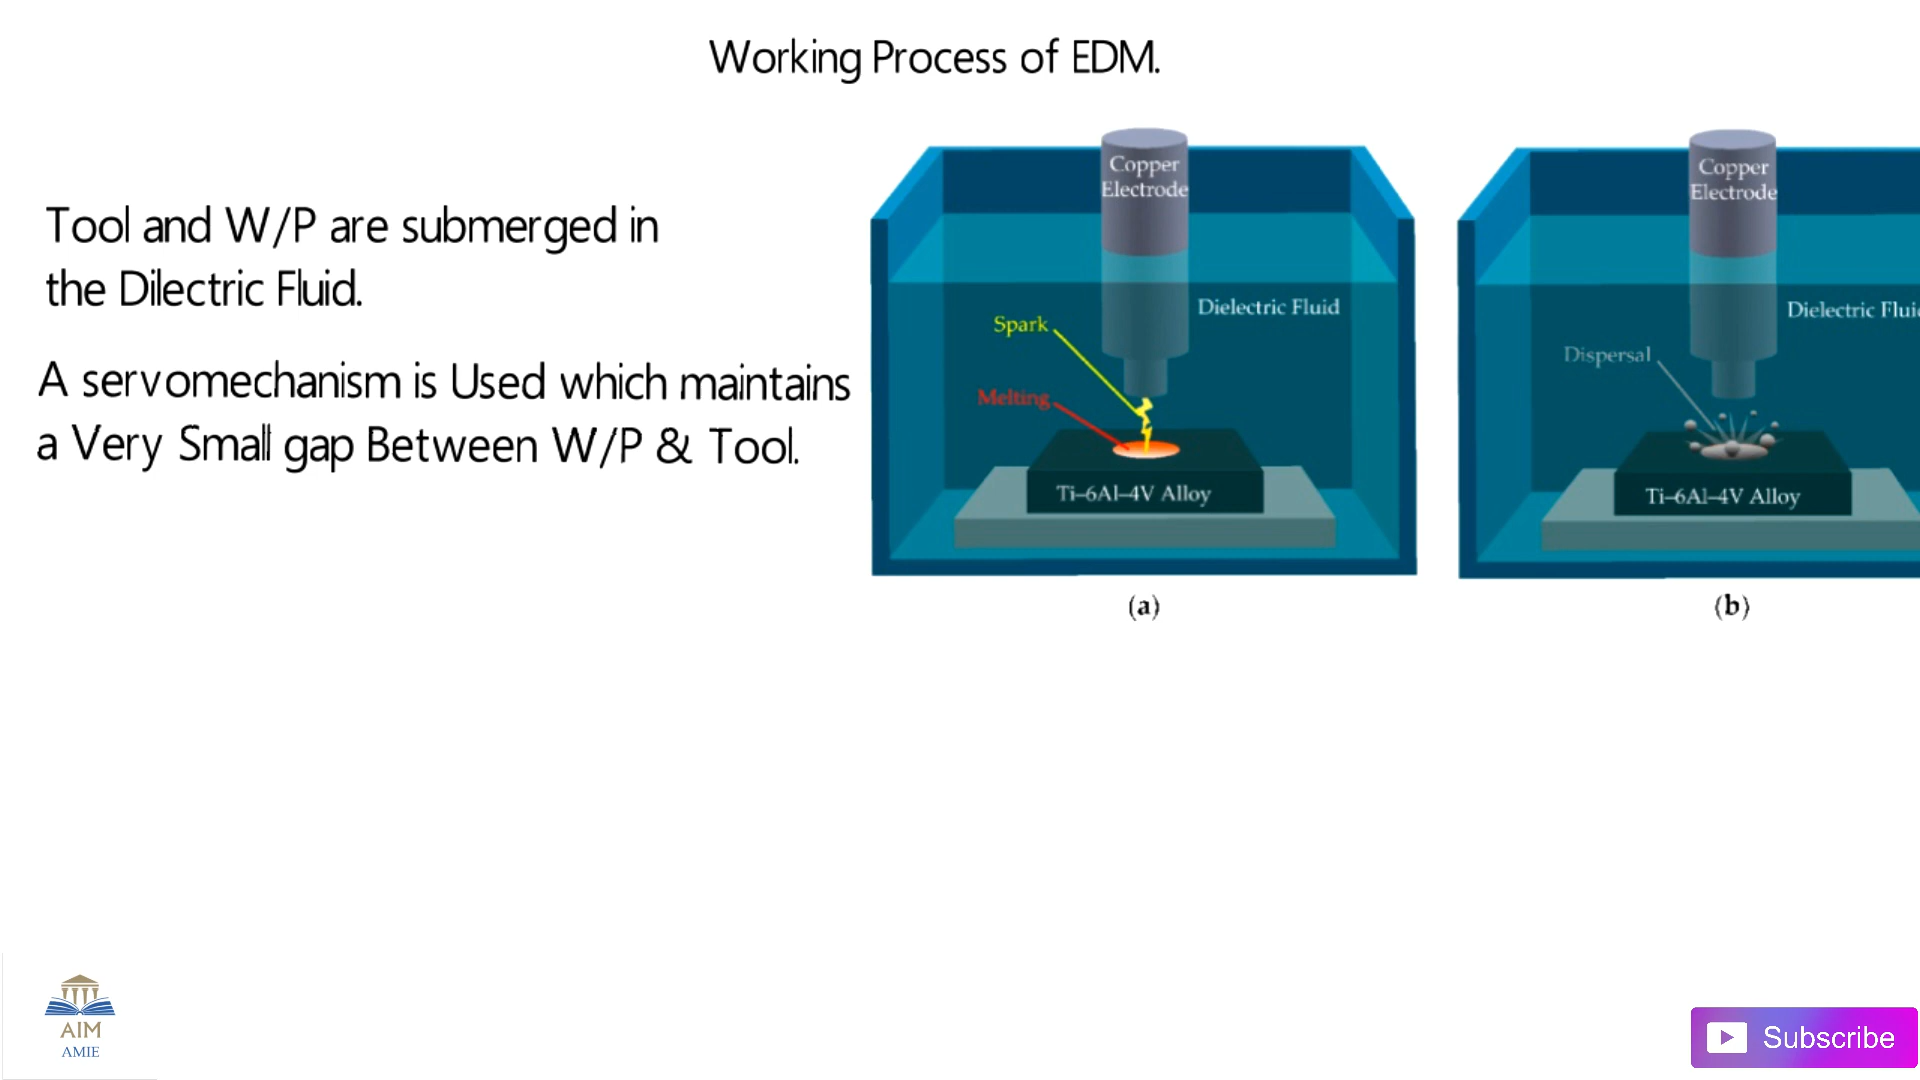 Working Process of EDM.
Tool and W/P are submerged in
the Dilectric Fluid.
A servomechanism is Used which maintains
a Very Small gap Between W/P & Tool.
Copper
Electrode
Dielectric Fluid
Spark
Melting
Ti–6Al–4V Alloy
(a)
Copper
Electrode
Dielectric Flui
Dispersal
Ti–6Al–4V Alloy
(b)
AIM
AMIE
Subscribe